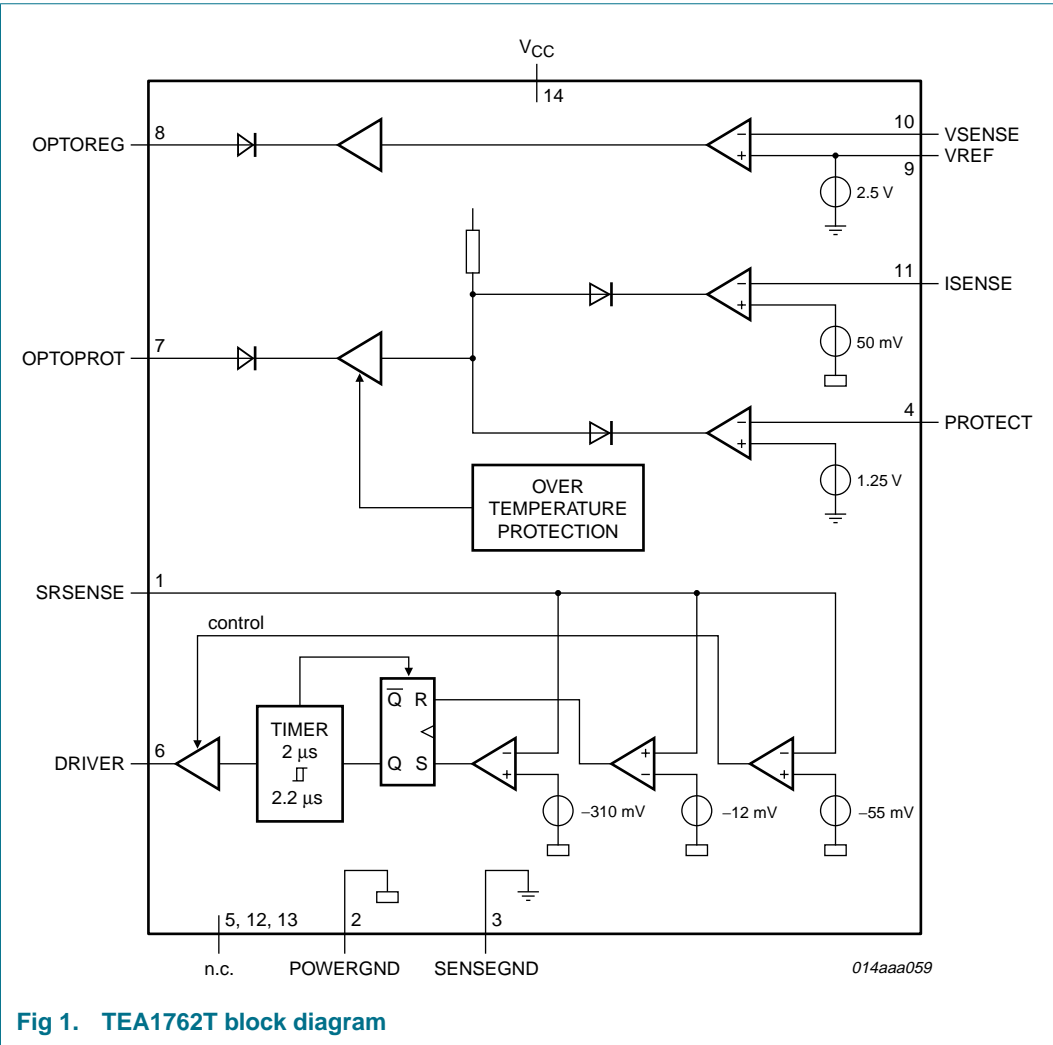 VCC
14
OPTOREG
8
10
VSENSE
−
+
VREF
9
2.5 V
11
ISENSE
−
+
50 mV
OPTOPROT
7
4
PROTECT
−
+
1.25 V
OVER
TEMPERATURE
PROTECTION
SRSENSE
1
control
Q R
TIMER
2 μs
2.2 μs
DRIVER
6
Q S
−
+
+
−
−
+
−310 mV
−12 mV
−55 mV
5, 12, 13
2
3
n.c.
POWERGND
SENSEGND
014aaa059
Fig 1. TEA1762T block diagram